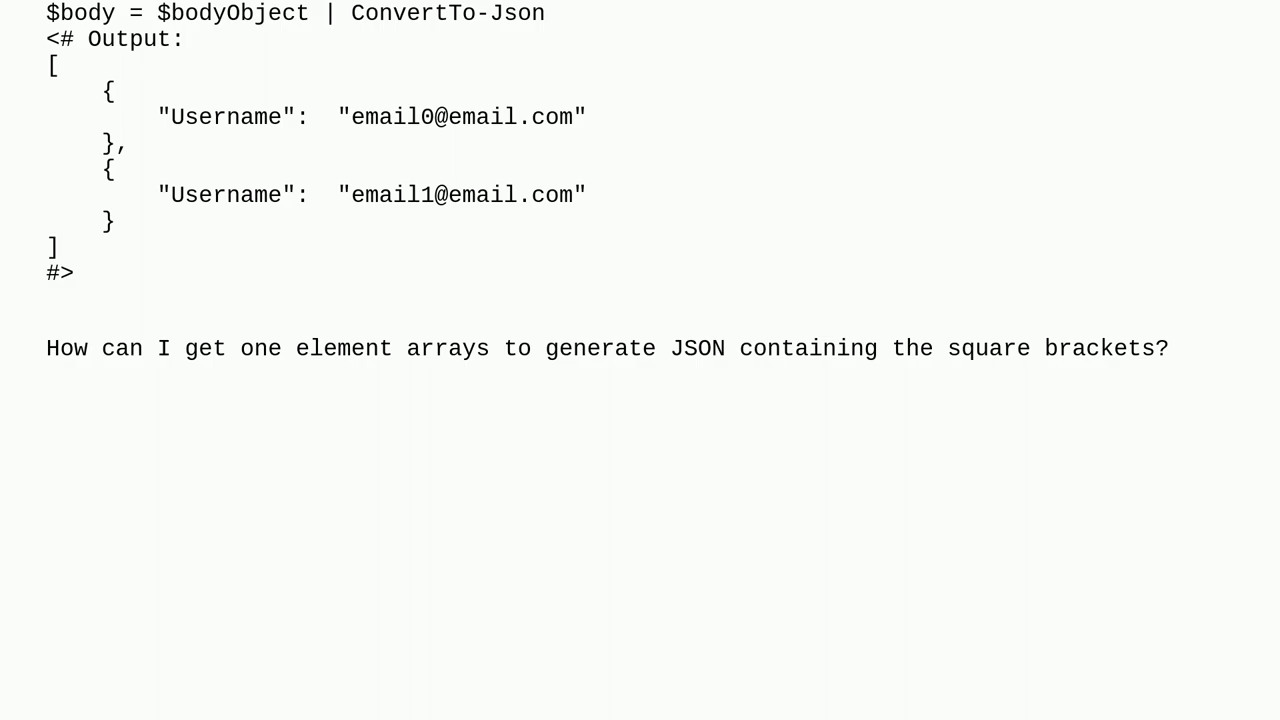 $body = $bodyObject | ConvertTo-Json
<# Output:
[
    {
        "Username":  "email0@email.com"
    },
    {
        "Username":  "email1@email.com"
    }
]
#>
How can I get one element arrays to generate JSON containing the square brackets?